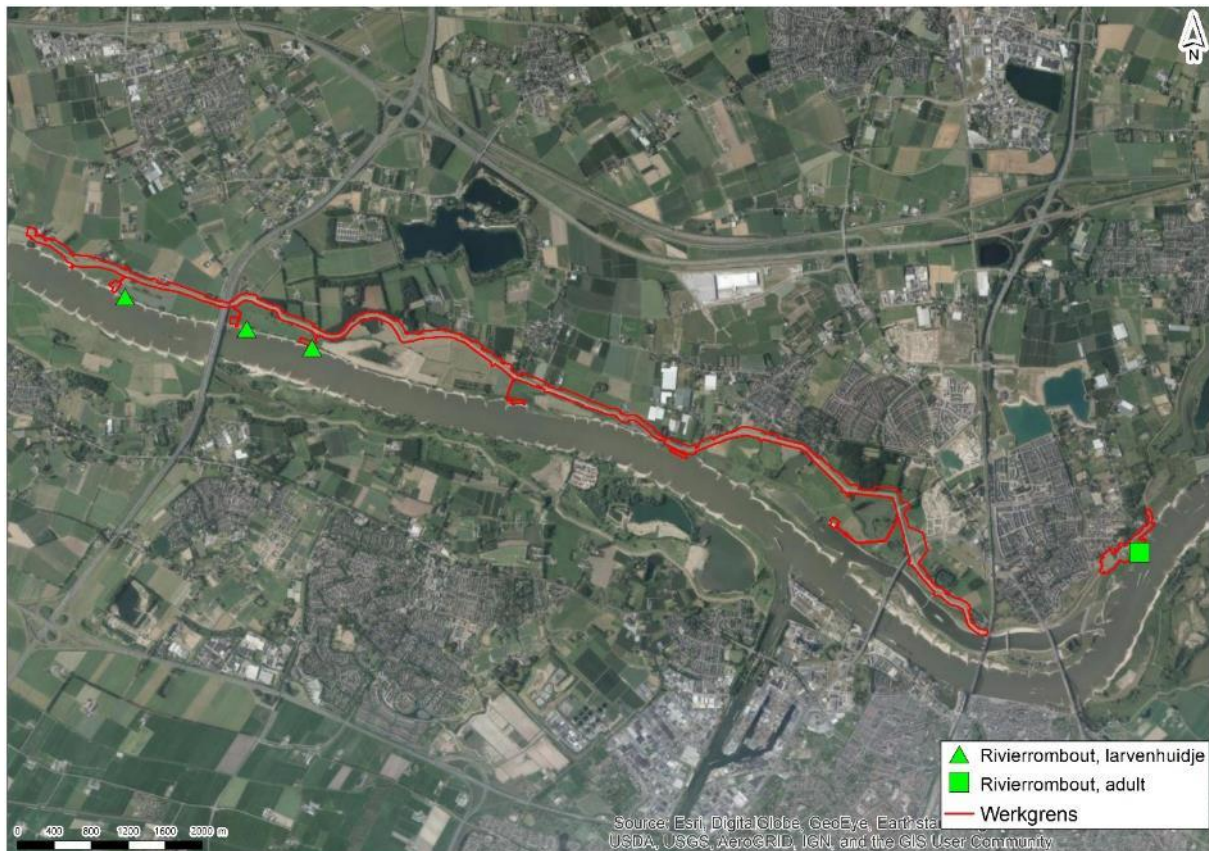 N
Rivierrombout, larvenhuidje
Rivierrombout, adult
Werkgrens
0 400 800 1200 1600 2000 m
Source: Esri, DigitalGlobe, GeoEye,
USDA, USGS, AeroGRID, IGN, and the GIS User Community